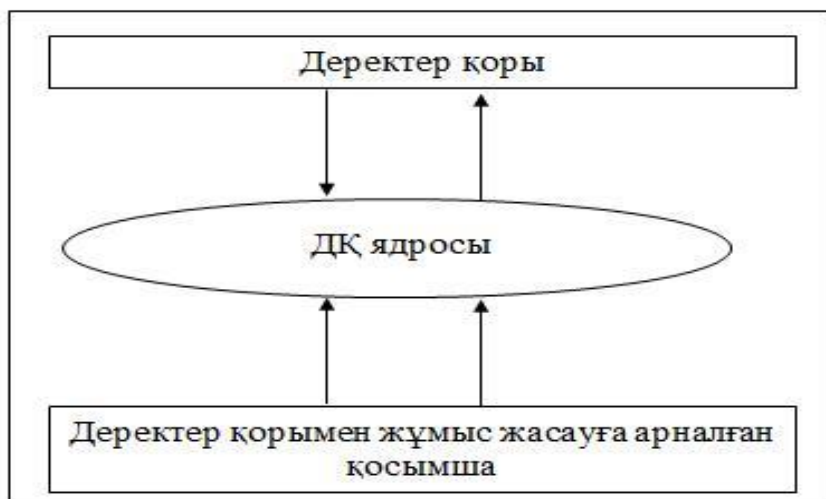 Деректер қоры
ДҚ ядросы
Деректер қорымен жұмыс жасауға арналған
қосымша